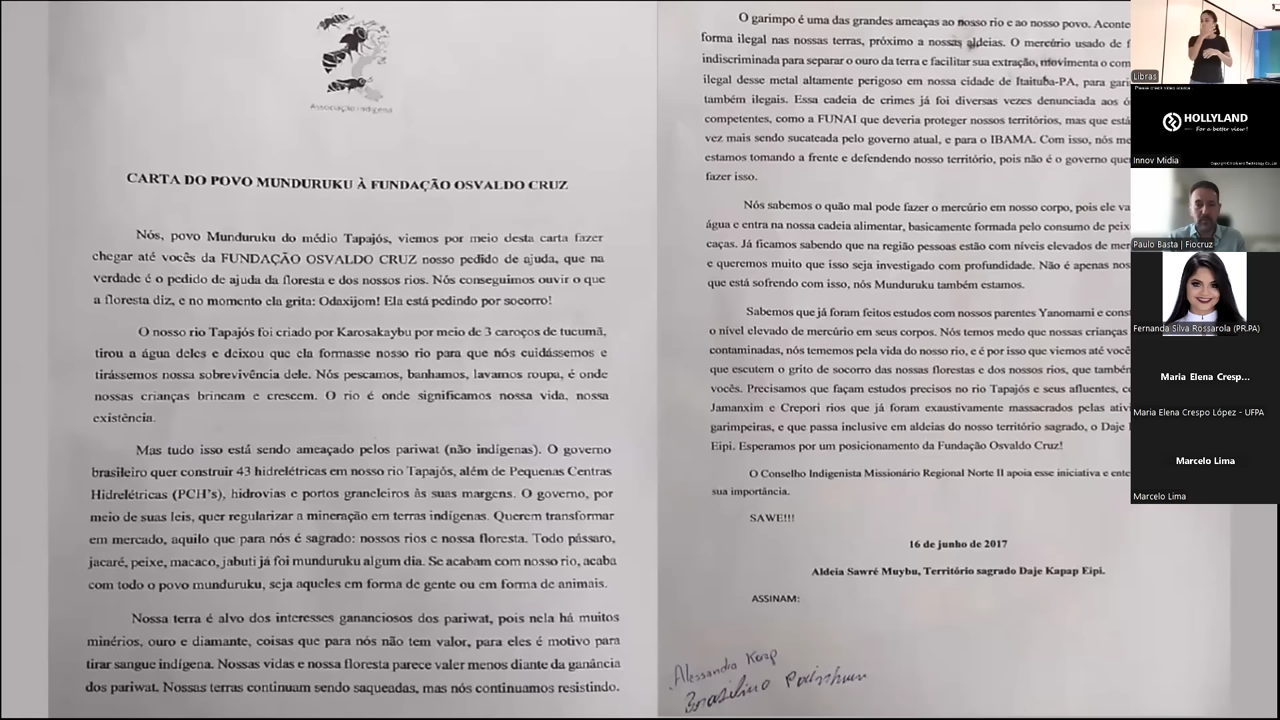 Associação Indígena
CARTA DO POVO MUNDURUKU À FUNDAÇÃO OSVALDO CRUZ
Nós, povo Munduruku do médio Tapajós, viemos por meio desta carta fazer
chegar até vocês da FUNDAÇÃO OSVALDO CRUZ nosso pedido de ajuda, que na
verdade é o pedido de ajuda da floresta e dos nossos rios. Nós conseguimos ouvir o que
a floresta diz, e no momento ela grita: Odaxijom! Ela está pedindo por socorro!
O nosso rio Tapajós foi criado por Karosakaybu por meio de 3 caroços de tucumã,
tirou a água deles e deixou que ela formasse nosso rio para que nós cuidássemos e
tirássemos nossa sobrevivência dele. Nós pescamos, banhamos, lavamos roupa, é onde
nossas crianças brincam e crescem. O rio é onde significamos nossa vida, nossa
existência.
Mas tudo isso está sendo ameaçado pelos pariwat (não indígenas). O governo
brasileiro quer construir 43 hidrelétricas em nosso rio Tapajós, além de Pequenas Centras
Hidrelétricas (PCH's), hidrovias e portos graneleiros às suas margens. O governo, por
meio de suas leis, quer regularizar a mineração em terras indígenas. Querem transformar
em mercado, aquilo que para nós é sagrado: nossos rios e nossa floresta. Todo pássaro,
jacaré, peixe, macaco, jabuti já foi munduruku algum dia. Se acabam com nosso rio, acaba
com todo o povo munduruku, seja aqueles em forma de gente ou em forma de animais.
Nossa terra é alvo dos interesses gananciosos dos pariwat, pois nela há muitos
minérios, ouro e diamante, coisas que para nós não tem valor, para eles é motivo para
tirar sangue indígena. Nossas vidas e nossa floresta parece valer menos diante da ganância
dos pariwat. Nossas terras continuam sendo saqueadas, mas nós continuamos resistindo.
O garimpo é uma das grandes ameaças ao nosso rio e ao nosso povo. Aconte
forma ilegal nas nossas terras, próximo a nossas aldeias. O mercúrio usado de f
indiscriminada para separar o ouro da terra e facilitar sua extração, movimenta o com
ilegal desse metal altamente perigoso em nossa cidade de Itaituba-PA, para gari
também ilegais. Essa cadeia de crimes já foi diversas vezes denunciada aos ó
competentes, como a FUNAI que deveria proteger nossos territórios, mas que está
vez mais sendo sucateada pelo governo atual, e para o IBAMA. Com isso, nós me
estamos tomando a frente e defendendo nosso território, pois não é o governo que
fazer isso.
Nós sabemos o quão mal pode fazer o mercúrio em nosso corpo, pois ele va
água e entra na nossa cadeia alimentar, basicamente formada pelo consumo de peix
caças. Já ficamos sabendo que na região pessoas estão com níveis elevados de mer
e queremos muito que isso seja investigado com profundidade. Não é apenas nos
que está sofrendo com isso, nós Munduruku também estamos.
Sabemos que já foram feitos estudos com nossos parentes Yanomami e const
o nível elevado de mercúrio em seus corpos. Nós temos medo que nossas crianças
contaminadas, nós tememos pela vida do nosso rio, e é por isso que viemos até você
que escutem o grito de socorro das nossas florestas e dos nossos rios, que també
vocês. Precisamos que façam estudos precisos no rio Tapajós e seus afluentes, c
Jamanxim e Crepori rios que já foram exaustivamente massacrados pelas ativi
garimpeiras, e que passa inclusive em aldeias do nosso território sagrado, o Daje
Eipi. Esperamos por um posicionamento da Fundação Osvaldo Cruz!
O Conselho Indigenista Missionário Regional Norte II apoia esse iniciativa e ente
sua importância.
SAWE!!!
16 de junho de 2017
Aldeia Sawré Muybu, Território sagrado Daje Kapap Eipi.
ASSINAM:
Alessandra Korap
Brasilino
Libras
HOLLYLAND
For a better view!
Innov Midia
Paulo Basta | Fiocruz
Fernanda Silva Rossarola (PR.PA)
Maria Elena Cresp...
Maria Elena Crespo López - UFPA
Marcelo Lima
Marcelo Lima